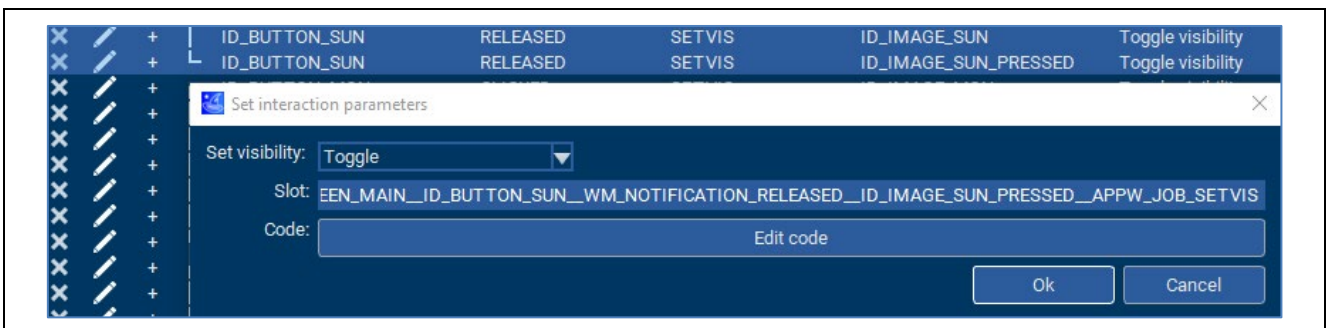 ID_BUTTON_SUN RELEASED SETVIS ID_IMAGE_SUN Toggle visibility
ID_BUTTON_SUN RELEASED SETVIS ID_IMAGE_SUN_PRESSED Toggle visibility
Set interaction parameters
Set visibility: Toggle
Slot: EEN_MAIN__ID_BUTTON_SUN__WM_NOTIFICATION_RELEASED__ID_IMAGE_SUN_PRESSED__APPW_JOB_SETVIS
Code: Edit code
Ok Cancel